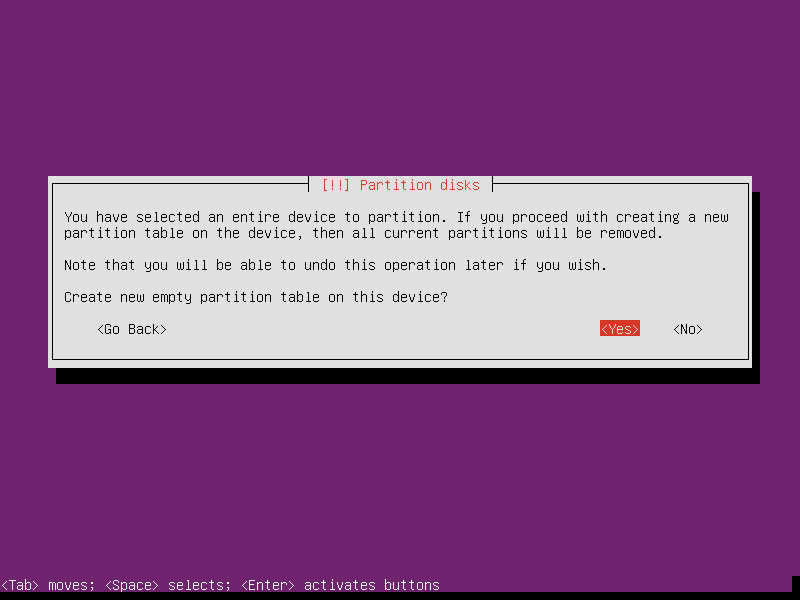 [!!] Partition disks
You have selected an entire device to partition. If you proceed with creating a new
partition table on the device, then all current partitions will be removed.
Note that you will be able to undo this operation later if you wish.
Create new empty partition table on this device?
<Go Back> <Yes> <No>
<Tab> moves; <Space> selects; <Enter> activates buttons